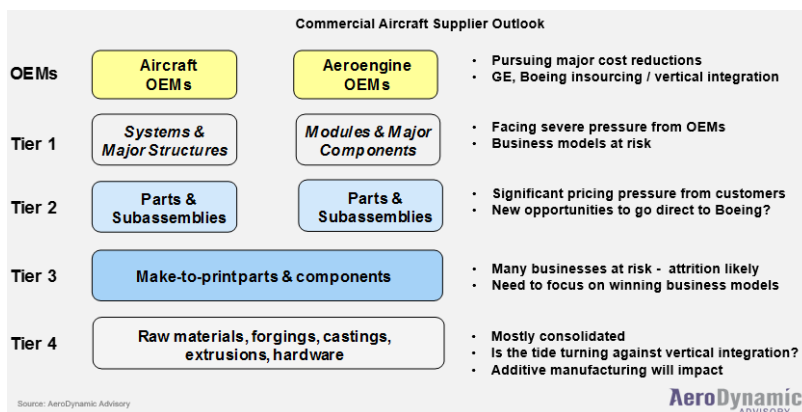 Commercial Aircraft Supplier Outlook
OEMs
Aircraft
OEMs
Aeroengine
OEMs
• Pursuing major cost reductions
• GE, Boeing insourcing / vertical integration
Tier 1
Systems &
Major Structures
Modules & Major
Components
• Facing severe pressure from OEMs
• Business models at risk
Tier 2
Parts &
Subassemblies
Parts &
Subassemblies
• Significant pricing pressure from customers
• New opportunities to go direct to Boeing?
Tier 3
Make-to-print parts & components
• Many businesses at risk - attrition likely
• Need to focus on winning business models
Tier 4
Raw materials, forgings, castings,
extrusions, hardware
• Mostly consolidated
• Is the tide turning against vertical integration?
• Additive manufacturing will impact
Source: AeroDynamic Advisory
AeroDynamic
ADVISORY